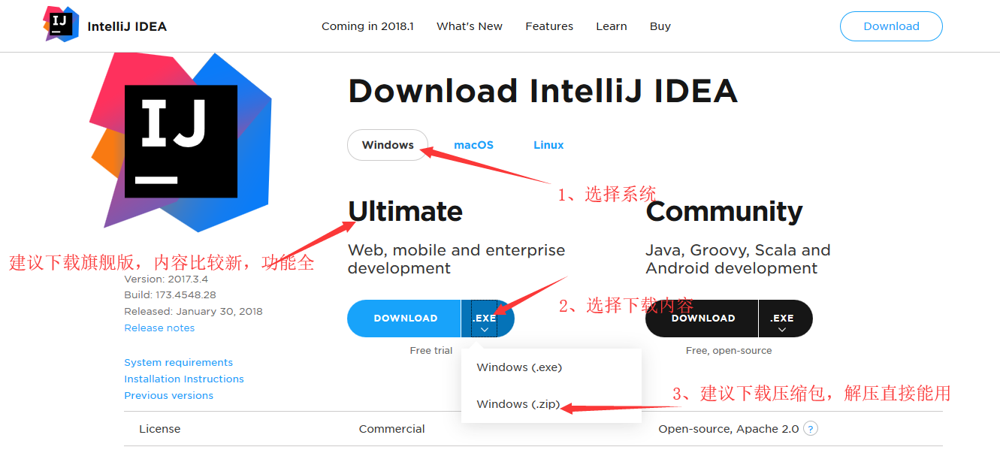 IJ
IntelliJ IDEA
Coming in 2018.1
What's New
Features
Learn
Buy
Download
IJ
Download IntelliJ IDEA
Windows
macOS
Linux
1、选择系统
Ultimate
Community
Web, mobile and enterprise
development
Java, Groovy, Scala and
Android development
建议下载旗舰版，内容比较新，功能全
Version: 2017.3.4
Build: 173.4548.28
Released: January 30, 2018
Release notes
2、选择下载内容
DOWNLOAD
.EXE
DOWNLOAD
.EXE
Free trial
Free, open-source
System requirements
Installation Instructions
Previous versions
Windows (.exe)
Windows (.zip)
3、建议下载压缩包，解压直接能用
License
Commercial
Open-source, Apache 2.0 ?